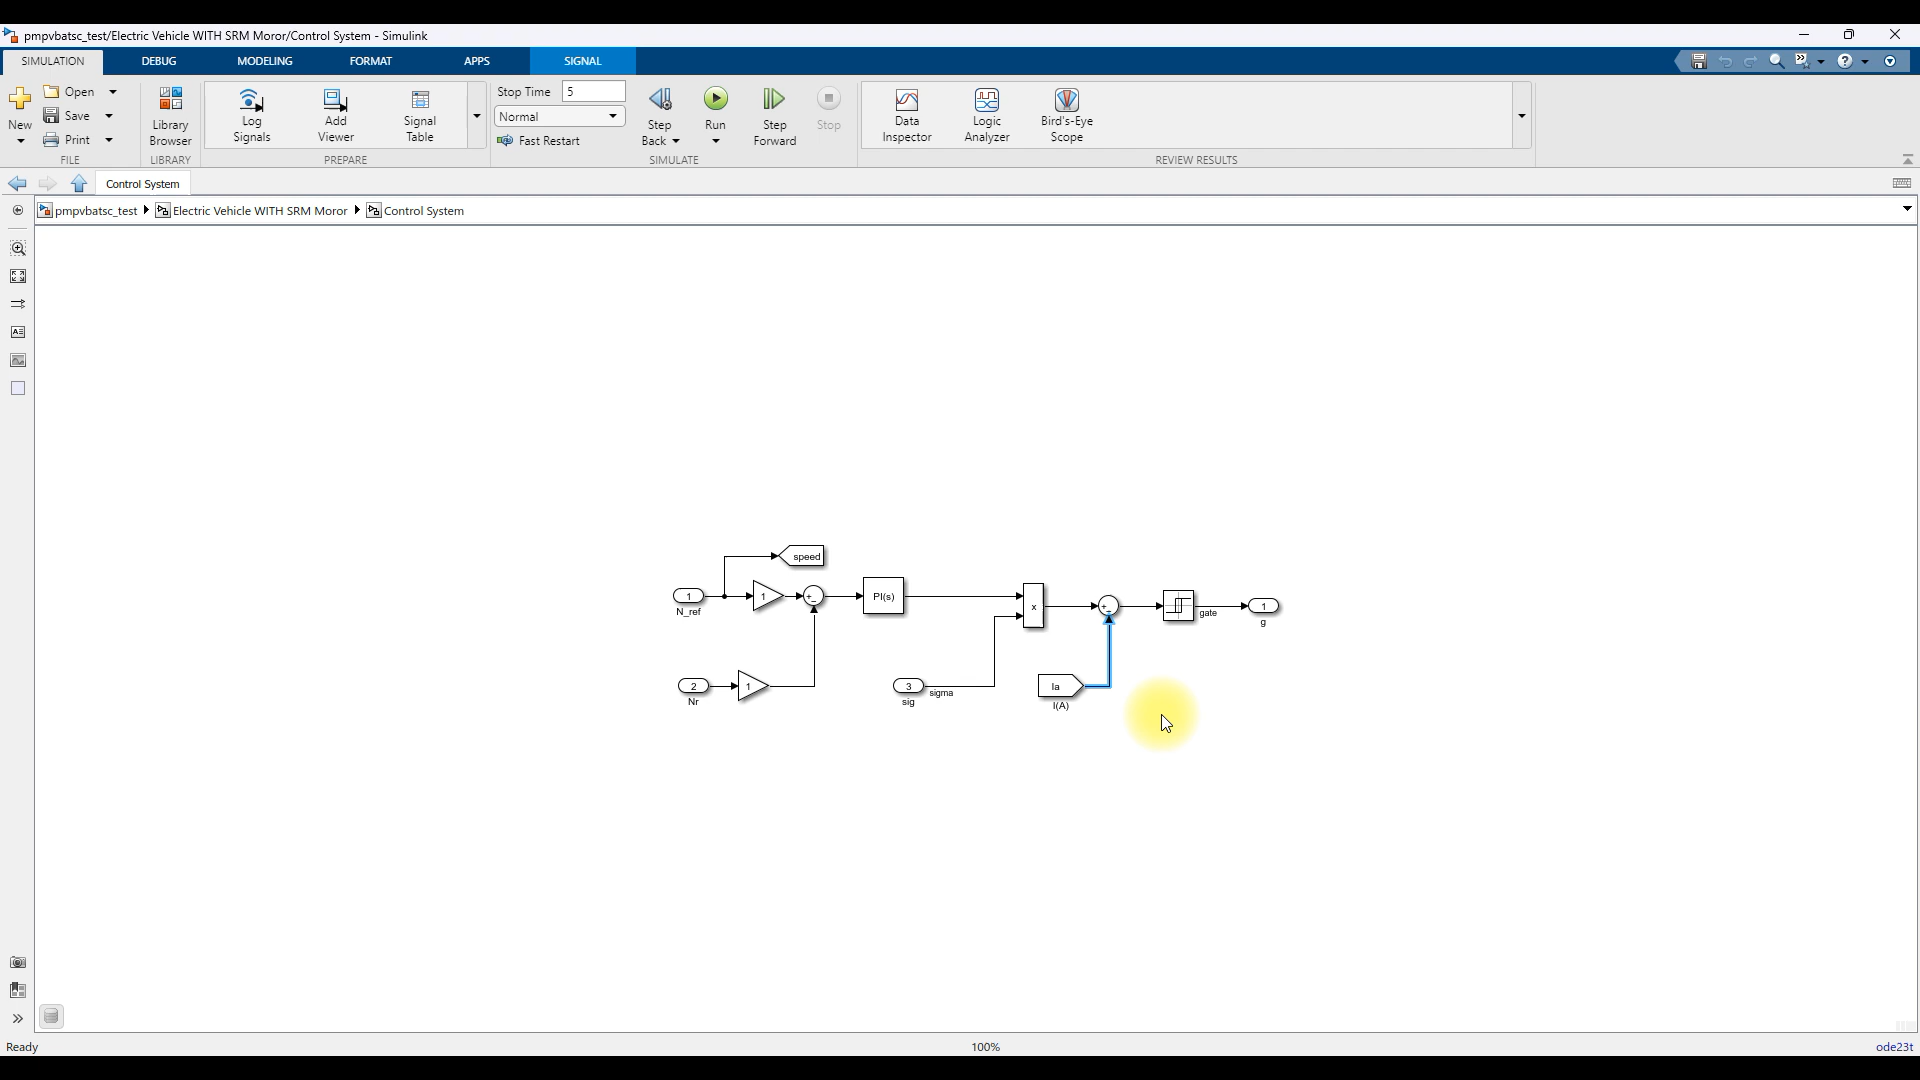 pmpvbatsc_test/Electric Vehicle WITH SRM Moror/Control System - Simulink
SIMULATION
DEBUG
MODELING
FORMAT
APPS
SIGNAL
New
Open
Save
Print
FILE
Library
Browser
LIBRARY
Log
Signals
Add
Viewer
Signal
Table
PREPARE
Stop Time 5
Normal
Fast Restart
Step
Back
Run
Step
Forward
Stop
SIMULATE
Data
Inspector
Logic
Analyzer
Bird's-Eye
Scope
REVIEW RESULTS
Control System
pmpvbatsc_test
Electric Vehicle WITH SRM Moror
Control System
speed
1
N_ref
1
+
-
PI(s)
x
+
-
gate
1
g
2
Nr
1
3
sig
sigma
Ia
I(A)
Ready
100%
ode23t